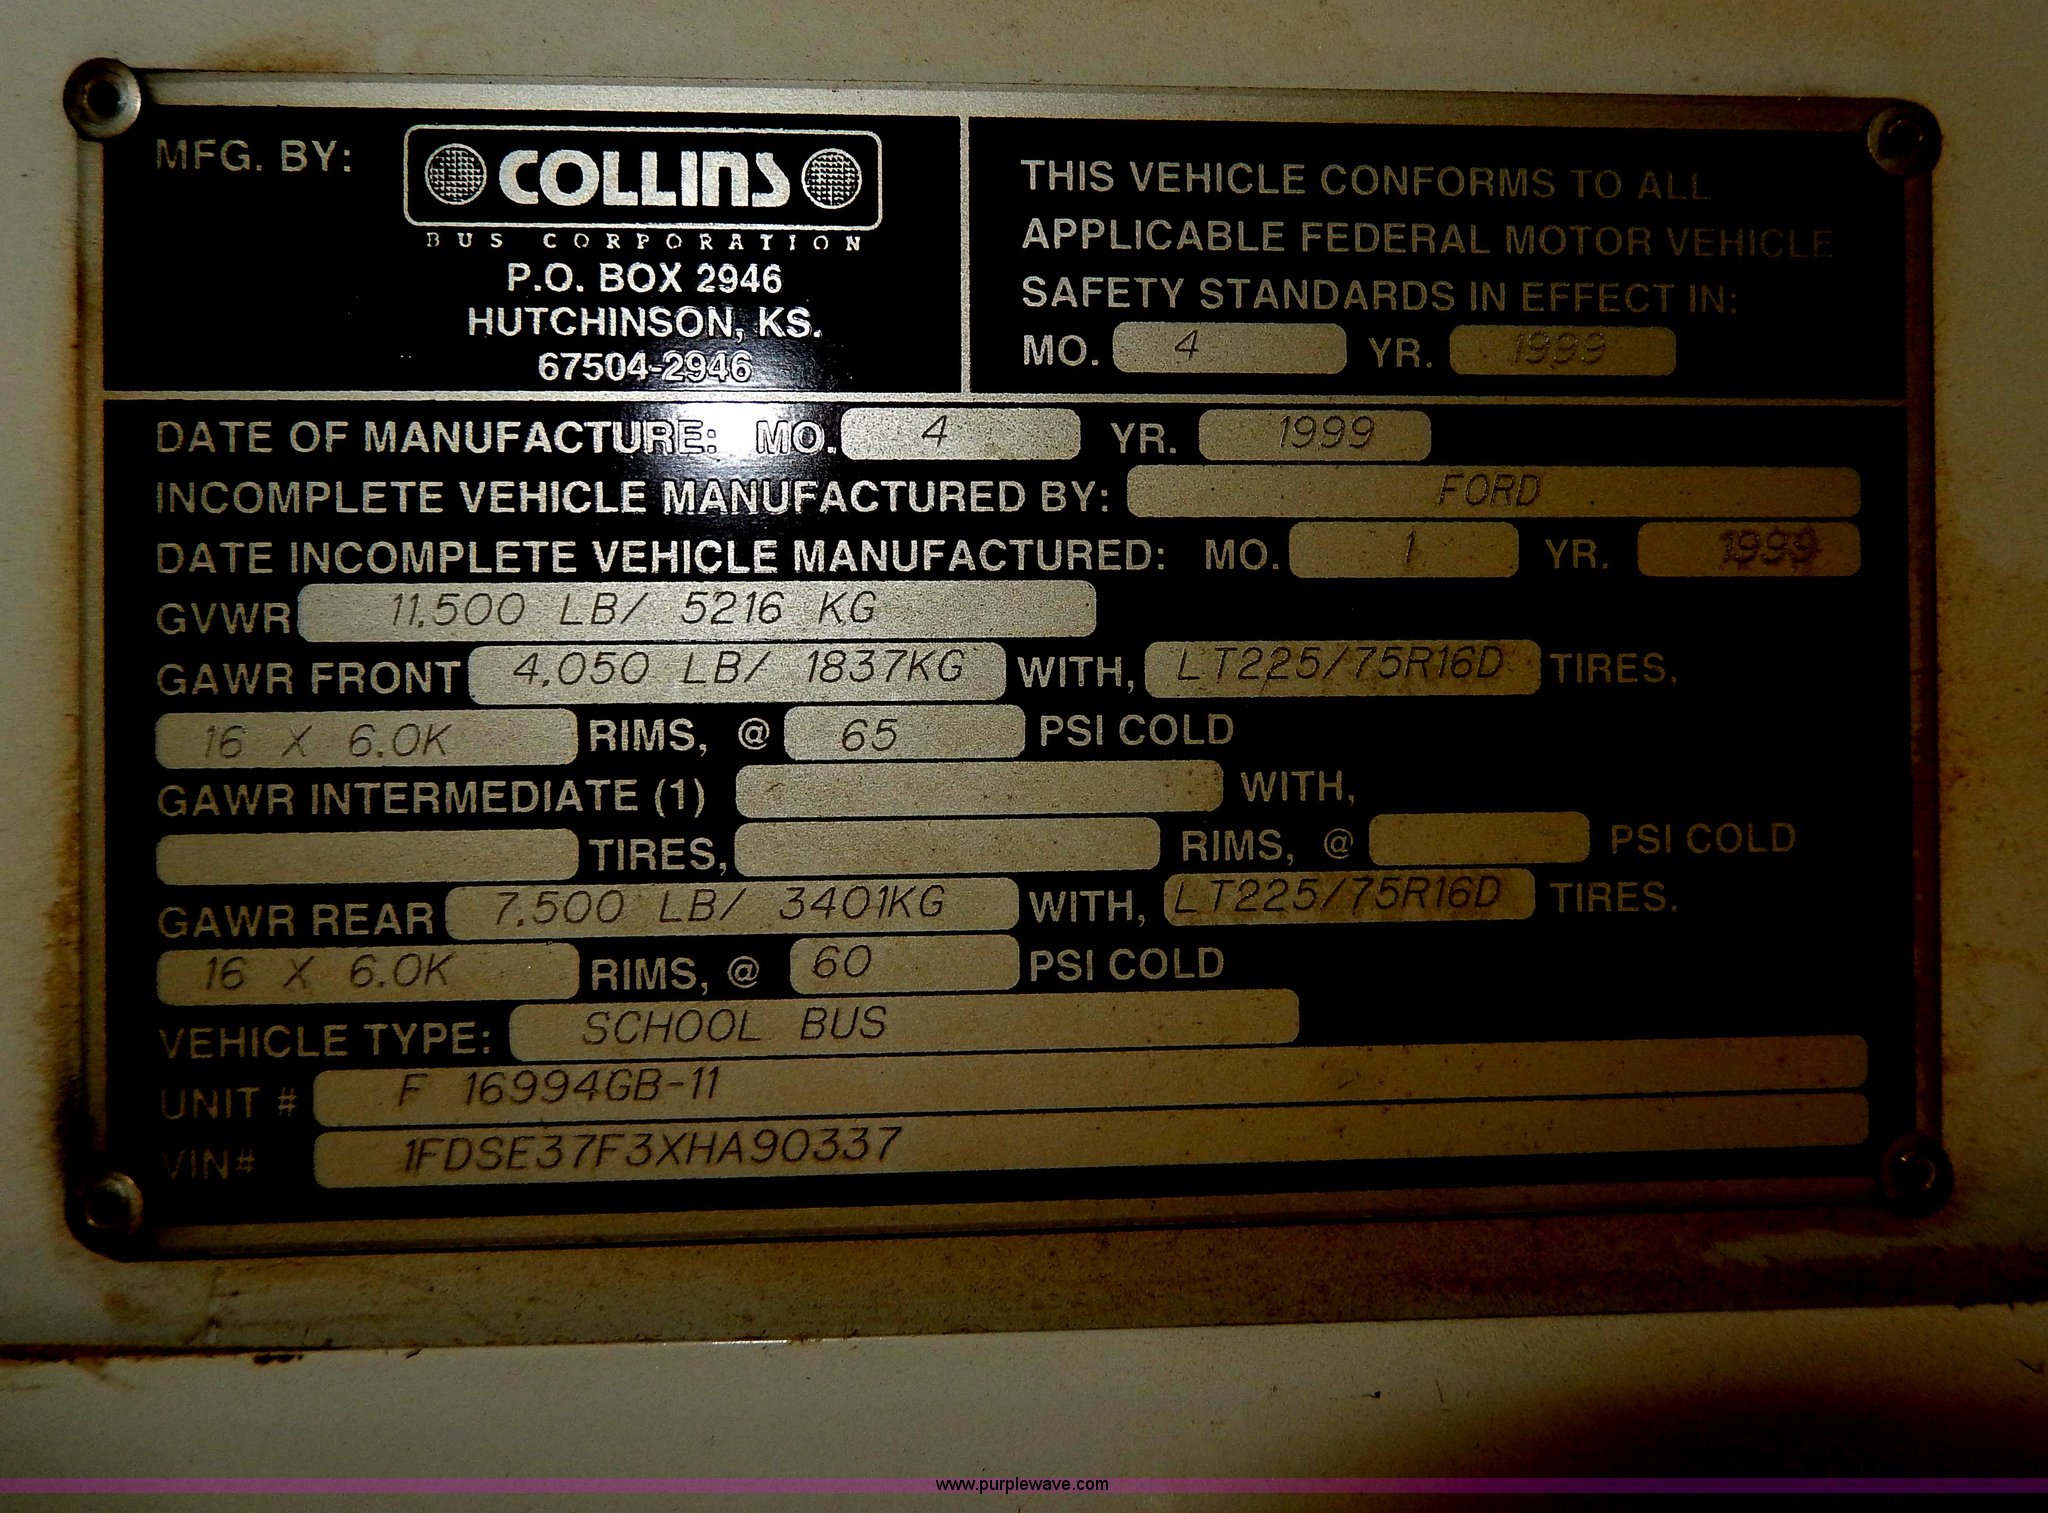 MFG. BY:
COLLINS
BUS CORPORATION
P.O. BOX 2946
HUTCHINSON, KS.
67504-2946
THIS VEHICLE CONFORMS TO ALL
APPLICABLE FEDERAL MOTOR VEHICLE
SAFETY STANDARDS IN EFFECT IN:
MO. 4 YR. 1999
DATE OF MANUFACTURE: MO. 4 YR. 1999
INCOMPLETE VEHICLE MANUFACTURED BY: FORD
DATE INCOMPLETE VEHICLE MANUFACTURED: MO. 1 YR. 1999
GVWR 11,500 LB/ 5216 KG
GAWR FRONT 4,050 LB/ 1837KG WITH, LT225/75R16D TIRES.
16 X 6.0K RIMS, @ 65 PSI COLD
GAWR INTERMEDIATE (1) WITH,
TIRES, RIMS, @ PSI COLD
GAWR REAR 7,500 LB/ 3401KG WITH, LT225/75R16D TIRES.
16 X 6.0K RIMS, @ 60 PSI COLD
VEHICLE TYPE: SCHOOL BUS
UNIT # F 16994GB-11
VIN# 1FDSE37F3XHA90337
www.purplewave.com